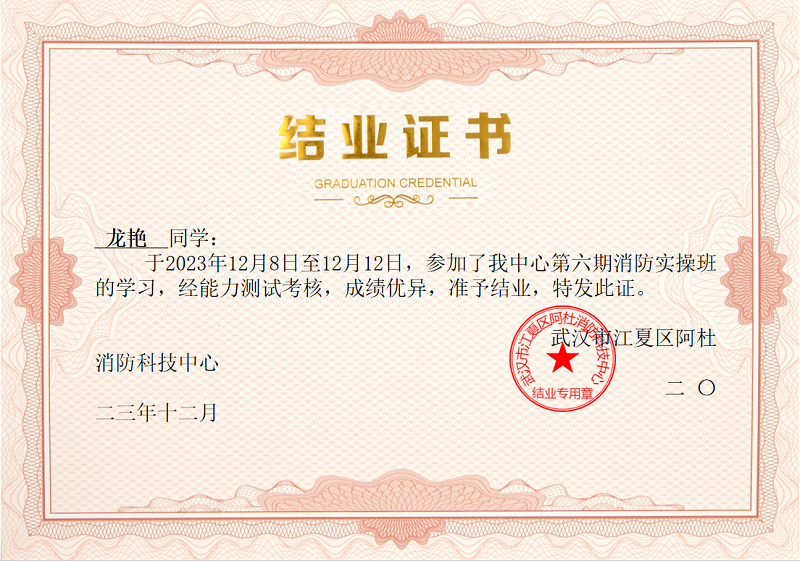 结业证书
GRADUATION CREDENTIAL
龙艳 同学：
于2023年12月8日至12月12日，参加了我中心第六期消防实操班
的学习，经能力测试考核，成绩优异，准予结业，特发此证。
武汉市江夏区阿杜
消防科技中心
二 〇
二三年十二月
武汉市江夏区阿杜消防科技中心
结业专用章